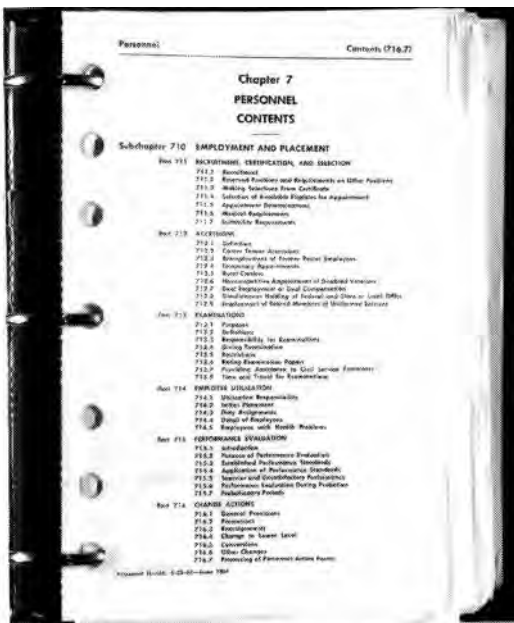 Personnel
Contents (716.7)
Chapter 7
PERSONNEL
CONTENTS
Subchapter 710 EMPLOYMENT AND PLACEMENT
Part 711 RECRUITMENT, CERTIFICATION, AND SELECTION
711.1 Recruitment
711.2 Reserved Positions and Requirements on Other Positions
711.3 Making Selections From Certificate
711.4 Selection of Available Eligibles for Appointment
711.5 Appointment Determinations
711.6 Medical Requirements
711.7 Suitability Requirements
Part 712 ACCESSIONS
712.1 Definition
712.2 Career Tenure Accessions
712.3 Reemployment of Former Postal Employees
712.4 Temporary Appointments
712.5 Rural Carriers
712.6 Noncompetitive Appointment of Disabled Veterans
712.7 Dual Employment or Dual Compensation
712.8 Simultaneous Holding of Federal and State or Local Office
712.9 Employment of Retired Members of Uniformed Services
Part 713 EXAMINATIONS
713.1 Purposes
713.2 Definitions
713.3 Responsibility for Examinations
713.4 Giving Examination
713.5 Restrictions
713.6 Rating Examination Papers
713.7 Providing Assistance to Civil Service Examiners
713.8 Time and Travel for Examinations
Part 714 EMPLOYEE UTILIZATION
714.1 Utilization Responsibility
714.2 Initial Placement
714.3 Duty Assignments
714.4 Detail of Employees
714.5 Employees with Health Problems
Part 715 PERFORMANCE EVALUATION
715.1 Introduction
715.2 Purpose of Performance Evaluation
715.3 Established Performance Standards
715.4 Application of Performance Standards
715.5 Superior and Unsatisfactory Performance
715.6 Performance Evaluation During Probation
715.7 Probationary Periods
Part 716 CHANGE ACTIONS
716.1 General Provisions
716.2 Promotions
716.3 Reassignments
716.4 Change to Lower Level
716.5 Conversions
716.6 Other Changes
716.7 Processing of Personnel Action Forms